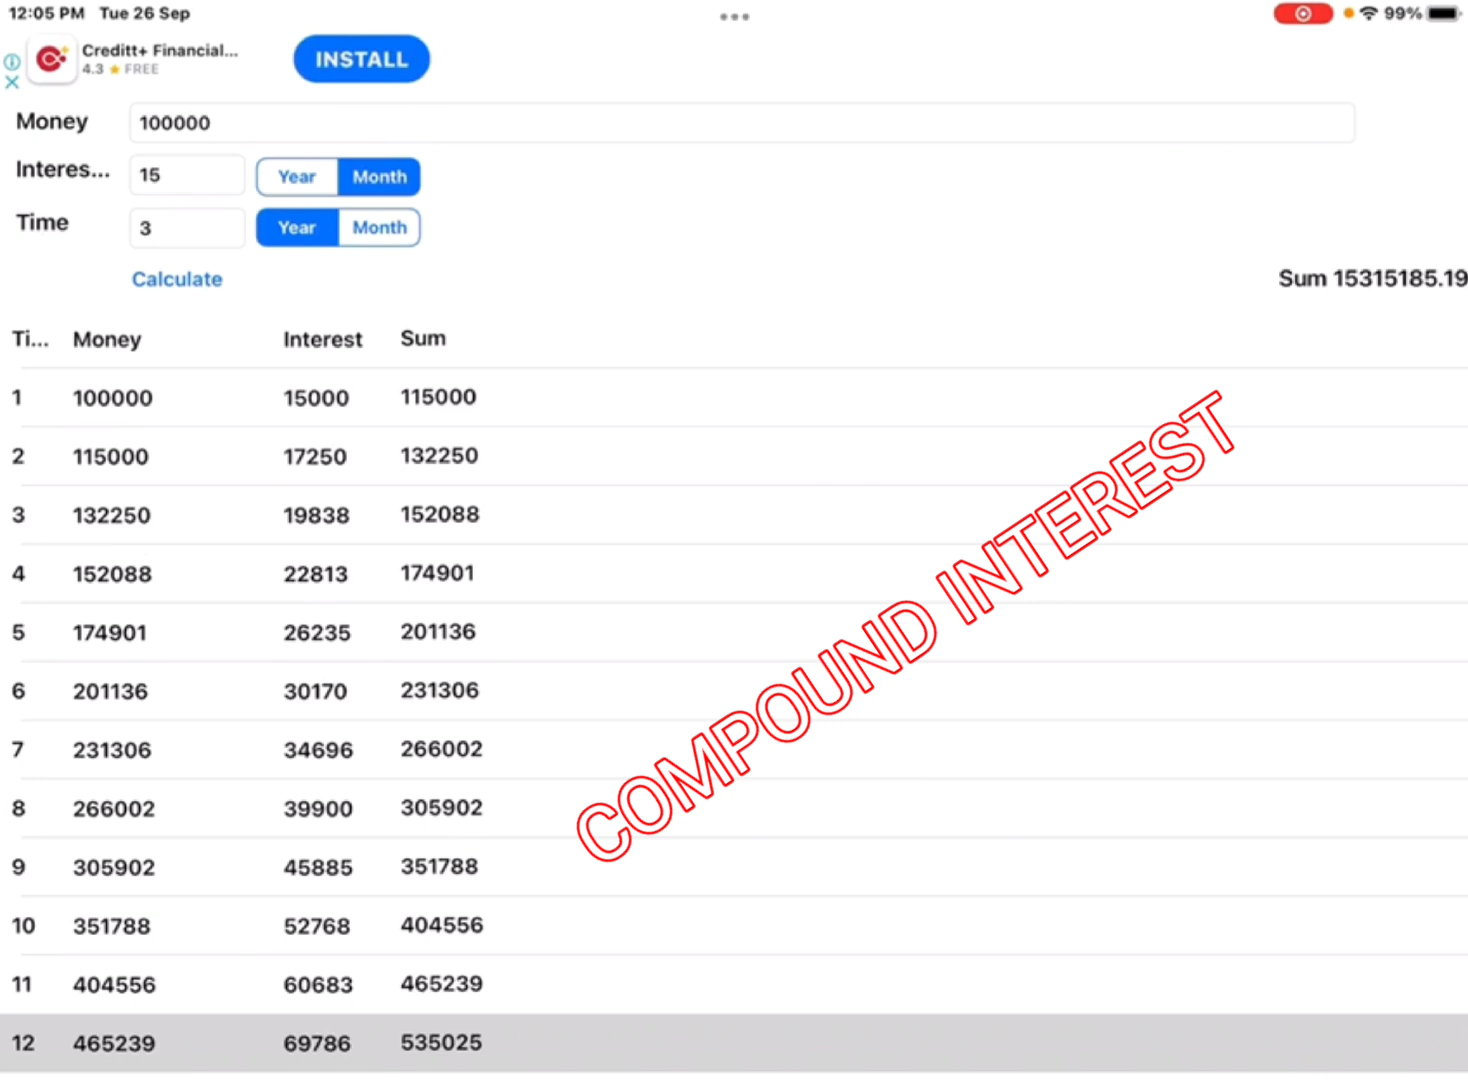 12:05 PM Tue 26 Sep
99%
Creditt+ Financial...
4.3 ★ FREE
INSTALL
Money 100000
Interes... 15 Year Month
Time 3 Year Month
Calculate
Sum 15315185.19
Ti... Money Interest Sum
1 100000 15000 115000
2 115000 17250 132250
3 132250 19838 152088
4 152088 22813 174901
5 174901 26235 201136
6 201136 30170 231306
7 231306 34696 266002
8 266002 39900 305902
9 305902 45885 351788
10 351788 52768 404556
11 404556 60683 465239
12 465239 69786 535025
COMPOUND INTEREST